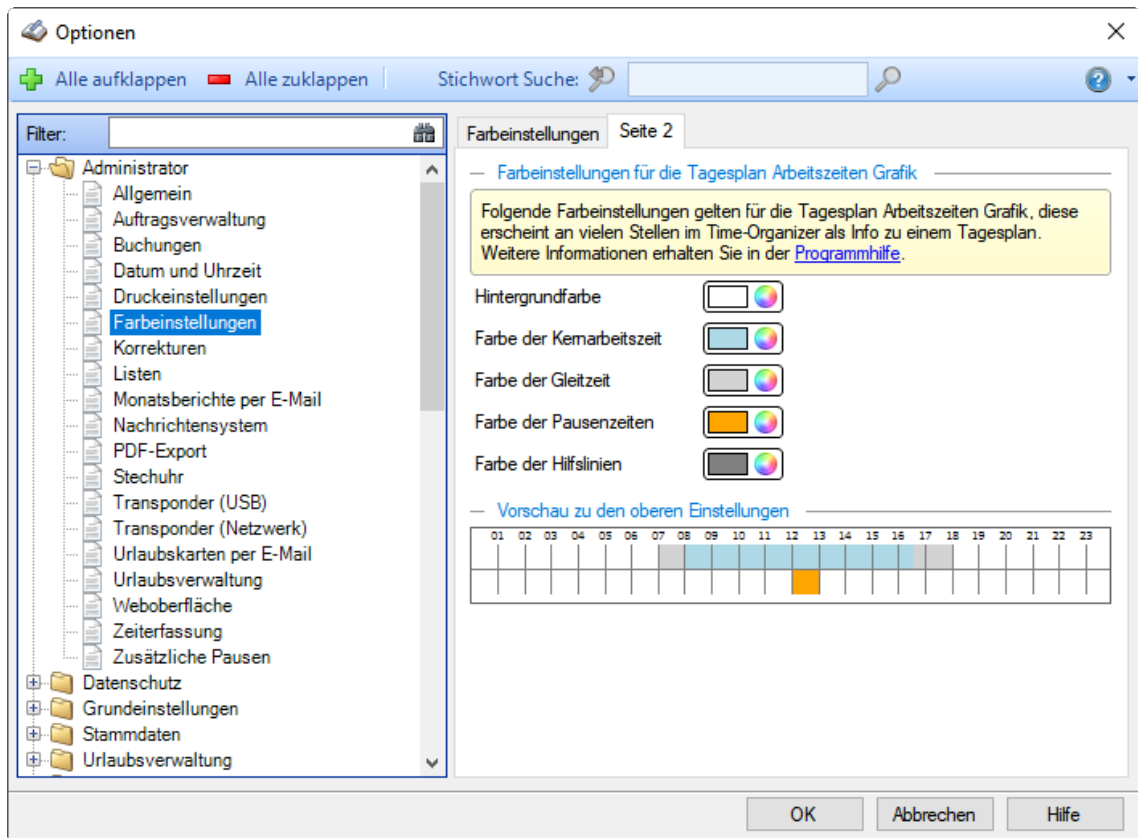 Optionen
Alle aufklappen
Alle zuklappen
Stichwort Suche:
Filter:
Administrator
Allgemein
Auftragsverwaltung
Buchungen
Datum und Uhrzeit
Druckeinstellungen
Farbeinstellungen
Korrekturen
Listen
Monatsberichte per E-Mail
Nachrichtensystem
PDF-Export
Stechuhr
Transponder (USB)
Transponder (Netzwerk)
Urlaubskarten per E-Mail
Urlaubsverwaltung
Weboberfläche
Zeiterfassung
Zusätzliche Pausen
Datenschutz
Grundeinstellungen
Stammdaten
Urlaubsverwaltung
Farbeinstellungen
Seite 2
Farbeinstellungen für die Tagesplan Arbeitszeiten Grafik
Folgende Farbeinstellungen gelten für die Tagesplan Arbeitszeiten Grafik, diese
erscheint an vielen Stellen im Time-Organizer als Info zu einem Tagesplan.
Weitere Informationen erhalten Sie in der Programmhilfe.
Hintergrundfarbe
Farbe der Kernarbeitszeit
Farbe der Gleitzeit
Farbe der Pausenzeiten
Farbe der Hilfslinien
Vorschau zu den oberen Einstellungen
01 02 03 04 05 06 07 08 09 10 11 12 13 14 15 16 17 18 19 20 21 22 23
OK
Abbrechen
Hilfe